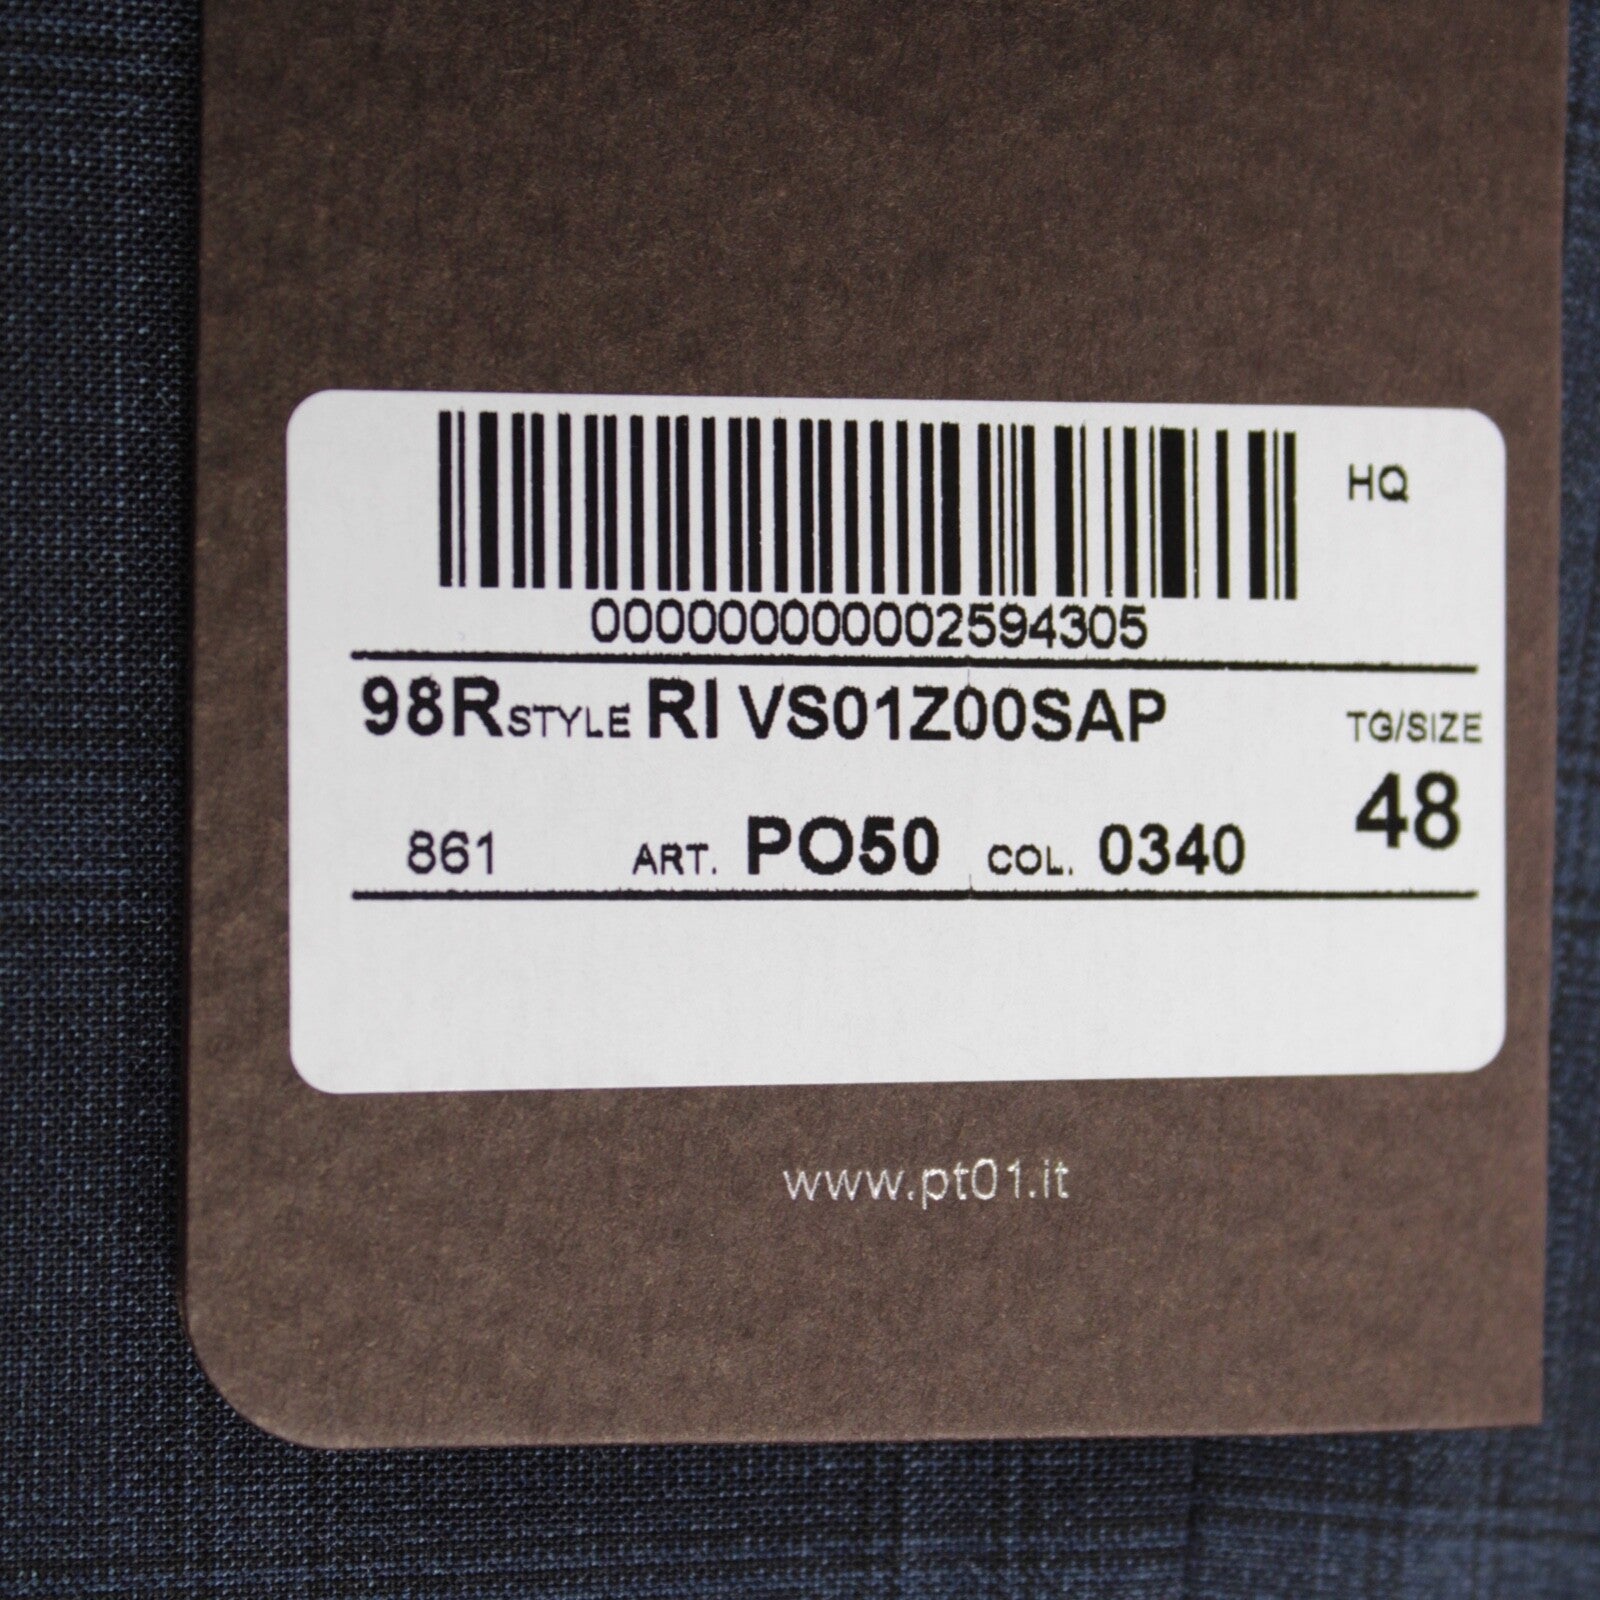 HQ
000000000002594305
98R STYLE RI VS01Z00SAP TG/SIZE
861 ART. PO50 COL. 0340 48
www.pt01.it